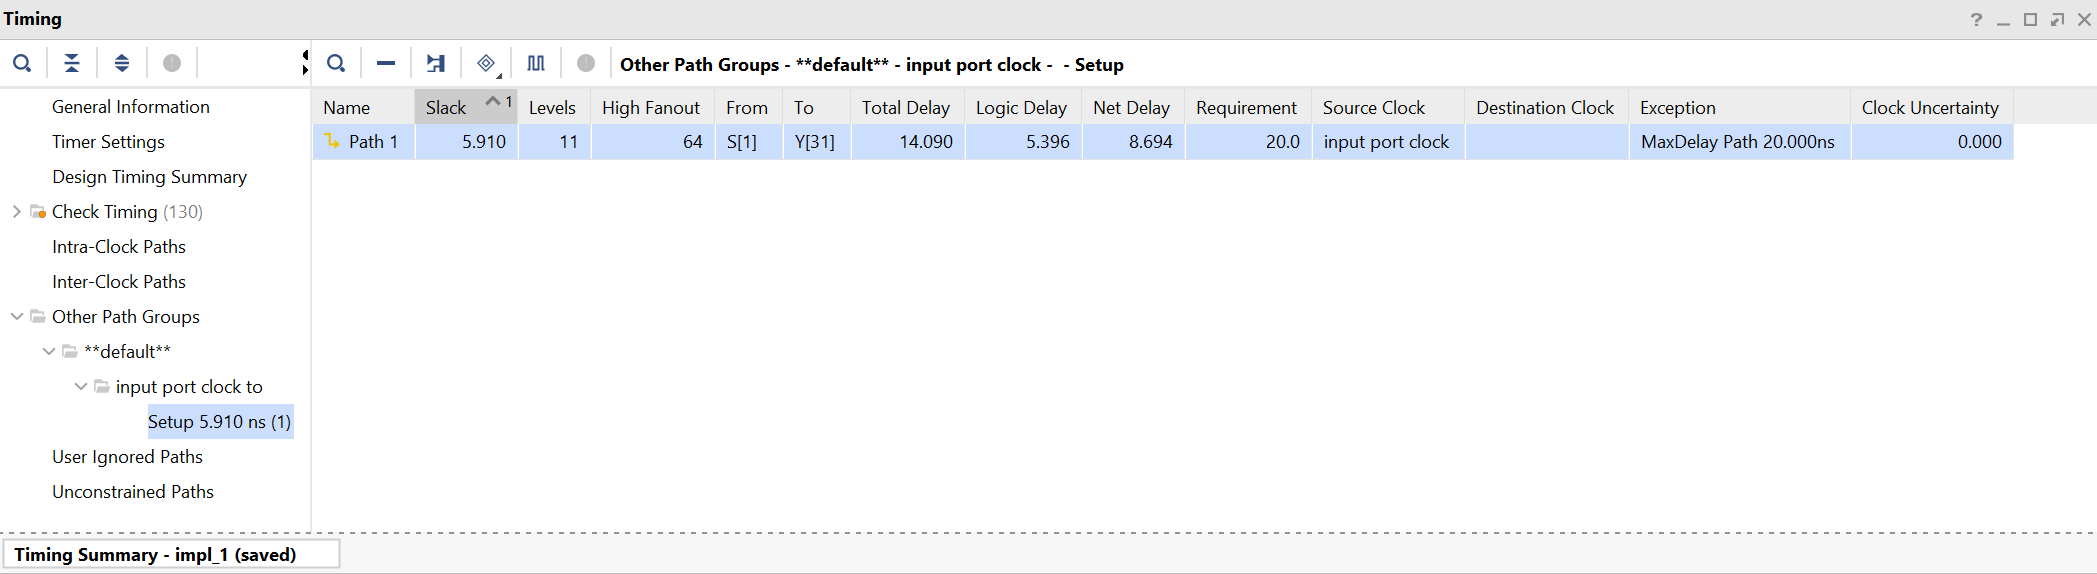 Timing
Other Path Groups - **default** - input port clock - - Setup
General Information
Timer Settings
Design Timing Summary
Check Timing (130)
Intra-Clock Paths
Inter-Clock Paths
Other Path Groups
**default**
input port clock to
Setup 5.910 ns (1)
User Ignored Paths
Unconstrained Paths
Name Slack 1 Levels High Fanout From To Total Delay Logic Delay Net Delay Requirement Source Clock Destination Clock Exception Clock Uncertainty
Path 1 5.910 11 64 S[1] Y[31] 14.090 5.396 8.694 20.0 input port clock MaxDelay Path 20.000ns 0.000
Timing Summary - impl_1 (saved)